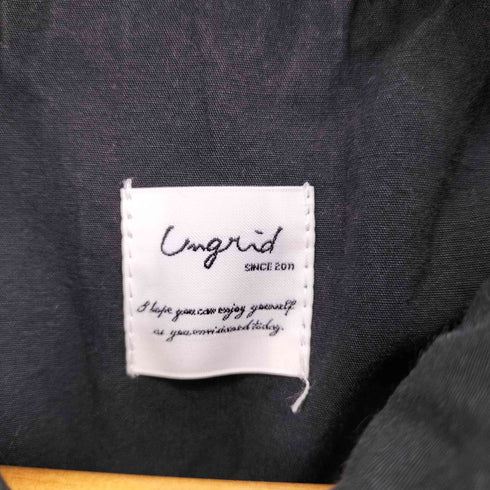 Ungrid
SINCE 2011
I hope you can enjoy yourself
as you envisioned today.